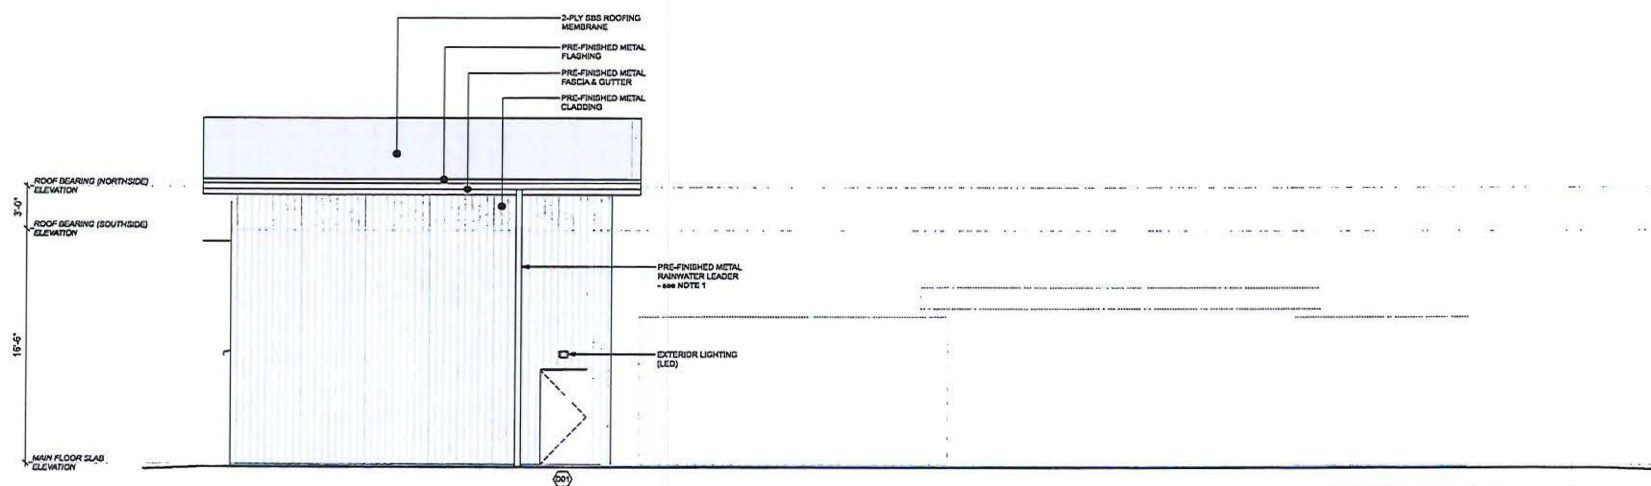 2-PLY SBS ROOFING
MEMBRANE
PRE-FINISHED METAL
FLASHING
PRE-FINISHED METAL
FASCIA & GUTTER
PRE-FINISHED METAL
CLADDING
ROOF BEARING (NORTHSIDE)
ELEVATION
3'-0"
ROOF BEARING (SOUTHSIDE)
ELEVATION
PRE-FINISHED METAL
RAINWATER LEADER
- see NOTE 1
16'-6"
EXTERIOR LIGHTING
(LED)
MAIN FLOOR SLAB
ELEVATION
D01